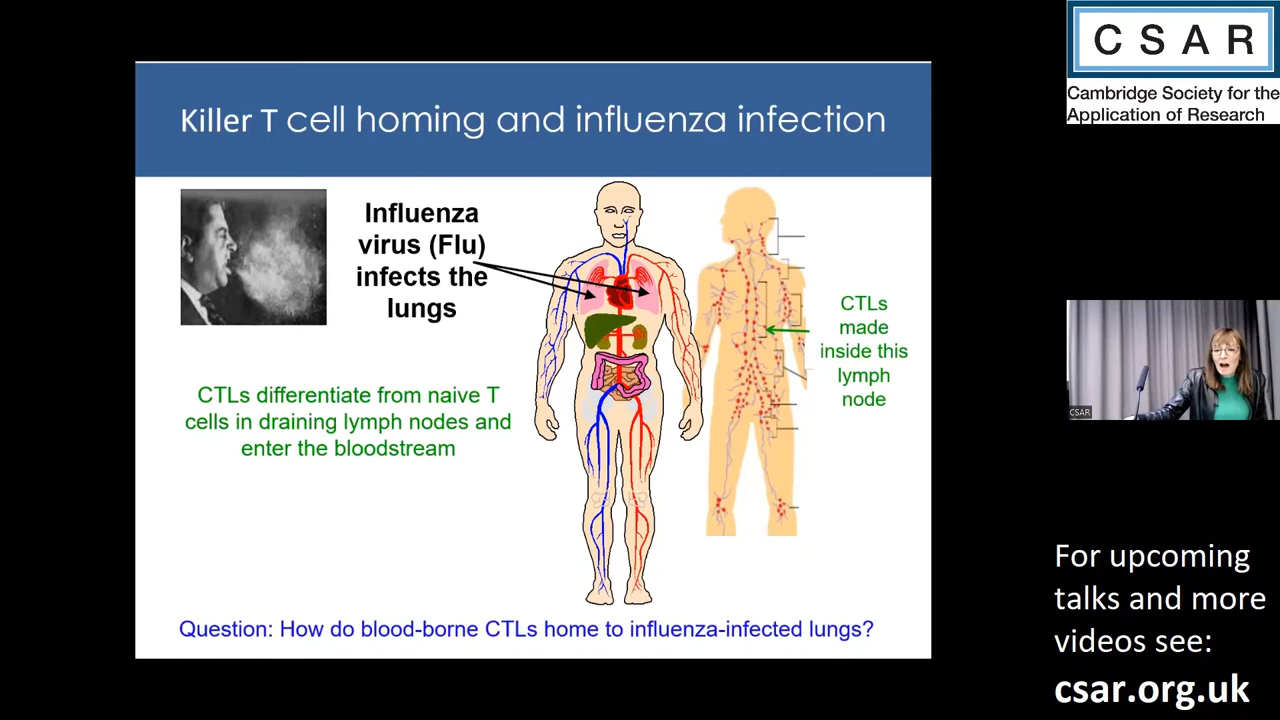 Killer T cell homing and influenza infection
Influenza
virus (Flu)
infects the
lungs
CTLs differentiate from naive T
cells in draining lymph nodes and
enter the bloodstream
CTLs
made
inside this
lymph
node
Question: How do blood-borne CTLs home to influenza-infected lungs?
CSAR
Cambridge Society for the
Application of Research
CSAR
For upcoming
talks and more
videos see:
csar.org.uk